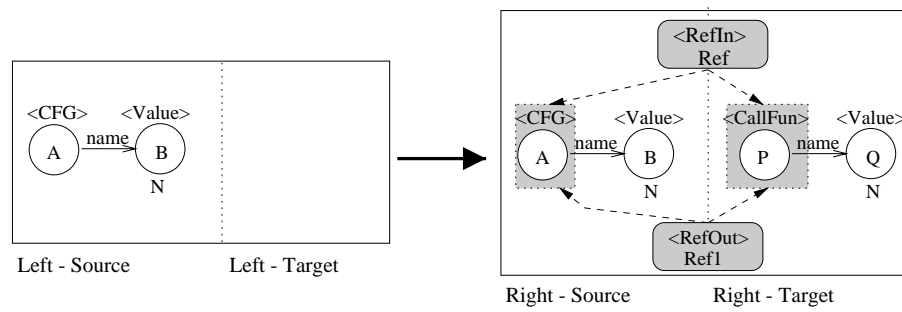 <CFG> <Value>
name
A B
N
Left - Source Left - Target
<RefIn>
Ref
<CFG> <Value> <CallFun> <Value>
name name
A B P Q
N N
<RefOut>
Ref1
Right - Source Right - Target